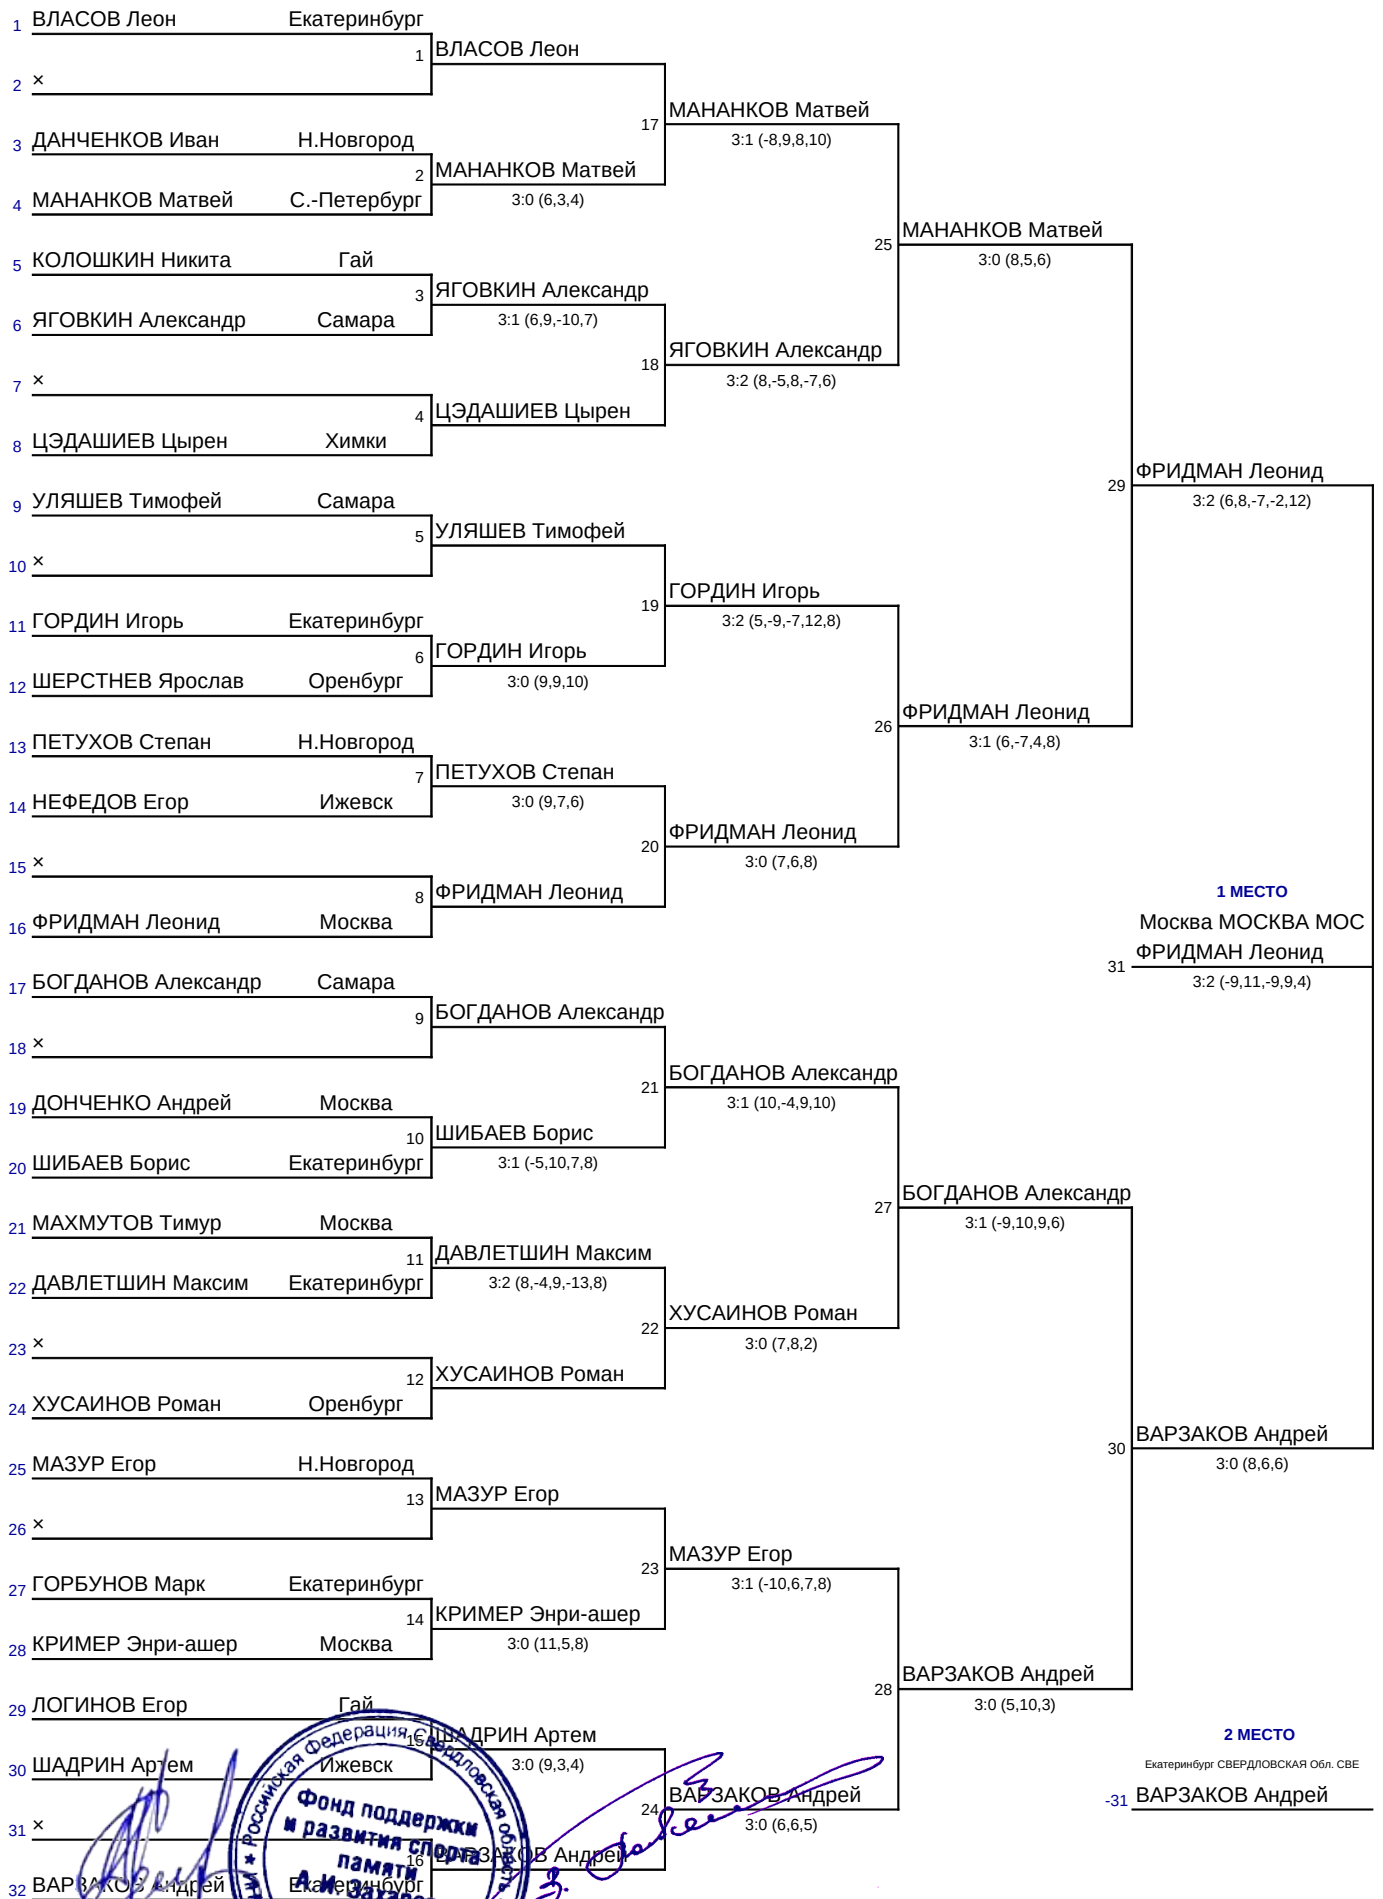 1 ВЛАСОВ Леон Екатеринбург
1 ВЛАСОВ Леон
2 ×
17 МАНАНКОВ Матвей
3:1 (-8,9,8,10)
3 ДАНЧЕНКОВ Иван Н.Новгород
2 МАНАНКОВ Матвей
3:0 (6,3,4)
4 МАНАНКОВ Матвей С.-Петербург
25 МАНАНКОВ Матвей
3:0 (8,5,6)
5 КОЛОШКИН Никита Гай
3 ЯГОВКИН Александр
3:1 (6,9,-10,7)
6 ЯГОВКИН Александр Самара
18 ЯГОВКИН Александр
3:2 (8,-5,8,-7,6)
7 ×
4 ЦЭДАШИЕВ Цырен
8 ЦЭДАШИЕВ Цырен Химки
29 ФРИДМАН Леонид
3:2 (6,8,-7,-2,12)
9 УЛЯШЕВ Тимофей Самара
5 УЛЯШЕВ Тимофей
10 ×
19 ГОРДИН Игорь
3:2 (5,-9,-7,12,8)
11 ГОРДИН Игорь Екатеринбург
6 ГОРДИН Игорь
3:0 (9,9,10)
12 ШЕРСТНЕВ Ярослав Оренбург
26 ФРИДМАН Леонид
3:1 (6,-7,4,8)
13 ПЕТУХОВ Степан Н.Новгород
7 ПЕТУХОВ Степан
3:0 (9,7,6)
14 НЕФЕДОВ Егор Ижевск
20 ФРИДМАН Леонид
3:0 (7,6,8)
15 ×
8 ФРИДМАН Леонид
16 ФРИДМАН Леонид Москва
1 МЕСТО
Москва МОСКВА МОС
31 ФРИДМАН Леонид
3:2 (-9,11,-9,9,4)
17 БОГДАНОВ Александр Самара
9 БОГДАНОВ Александр
18 ×
21 БОГДАНОВ Александр
3:1 (10,-4,9,10)
19 ДОНЧЕНКО Андрей Москва
10 ШИБАЕВ Борис
3:1 (-5,10,7,8)
20 ШИБАЕВ Борис Екатеринбург
27 БОГДАНОВ Александр
3:1 (-9,10,9,6)
21 МАХМУТОВ Тимур Москва
11 ДАВЛЕТШИН Максим
3:2 (8,-4,9,-13,8)
22 ДАВЛЕТШИН Максим Екатеринбург
22 ХУСАИНОВ Роман
3:0 (7,8,2)
23 ×
12 ХУСАИНОВ Роман
24 ХУСАИНОВ Роман Оренбург
30 ВАРЗАКОВ Андрей
3:0 (8,6,6)
25 МАЗУР Егор Н.Новгород
13 МАЗУР Егор
26 ×
23 МАЗУР Егор
3:1 (-10,6,7,8)
27 ГОРБУНОВ Марк Екатеринбург
14 КРИМЕР Энри-ашер
3:0 (11,5,8)
28 КРИМЕР Энри-ашер Москва
28 ВАРЗАКОВ Андрей
3:0 (5,10,3)
29 ЛОГИНОВ Егор Гай
15 ШАДРИН Артем
3:0 (9,3,4)
30 ШАДРИН Артем Ижевск
24 ВАРЗАКОВ Андрей
3:0 (6,6,5)
31 ×
16 ВАРЗАКОВ Андрей
32 ВАРЗАКОВ Андрей Екатеринбург
2 МЕСТО
Екатеринбург СВЕРДЛОВСКАЯ Обл. СВЕ
-31 ВАРЗАКОВ Андрей
Российская Федерация Свердловская область
Фонд поддержки
и развития спорта
памяти
А.И.